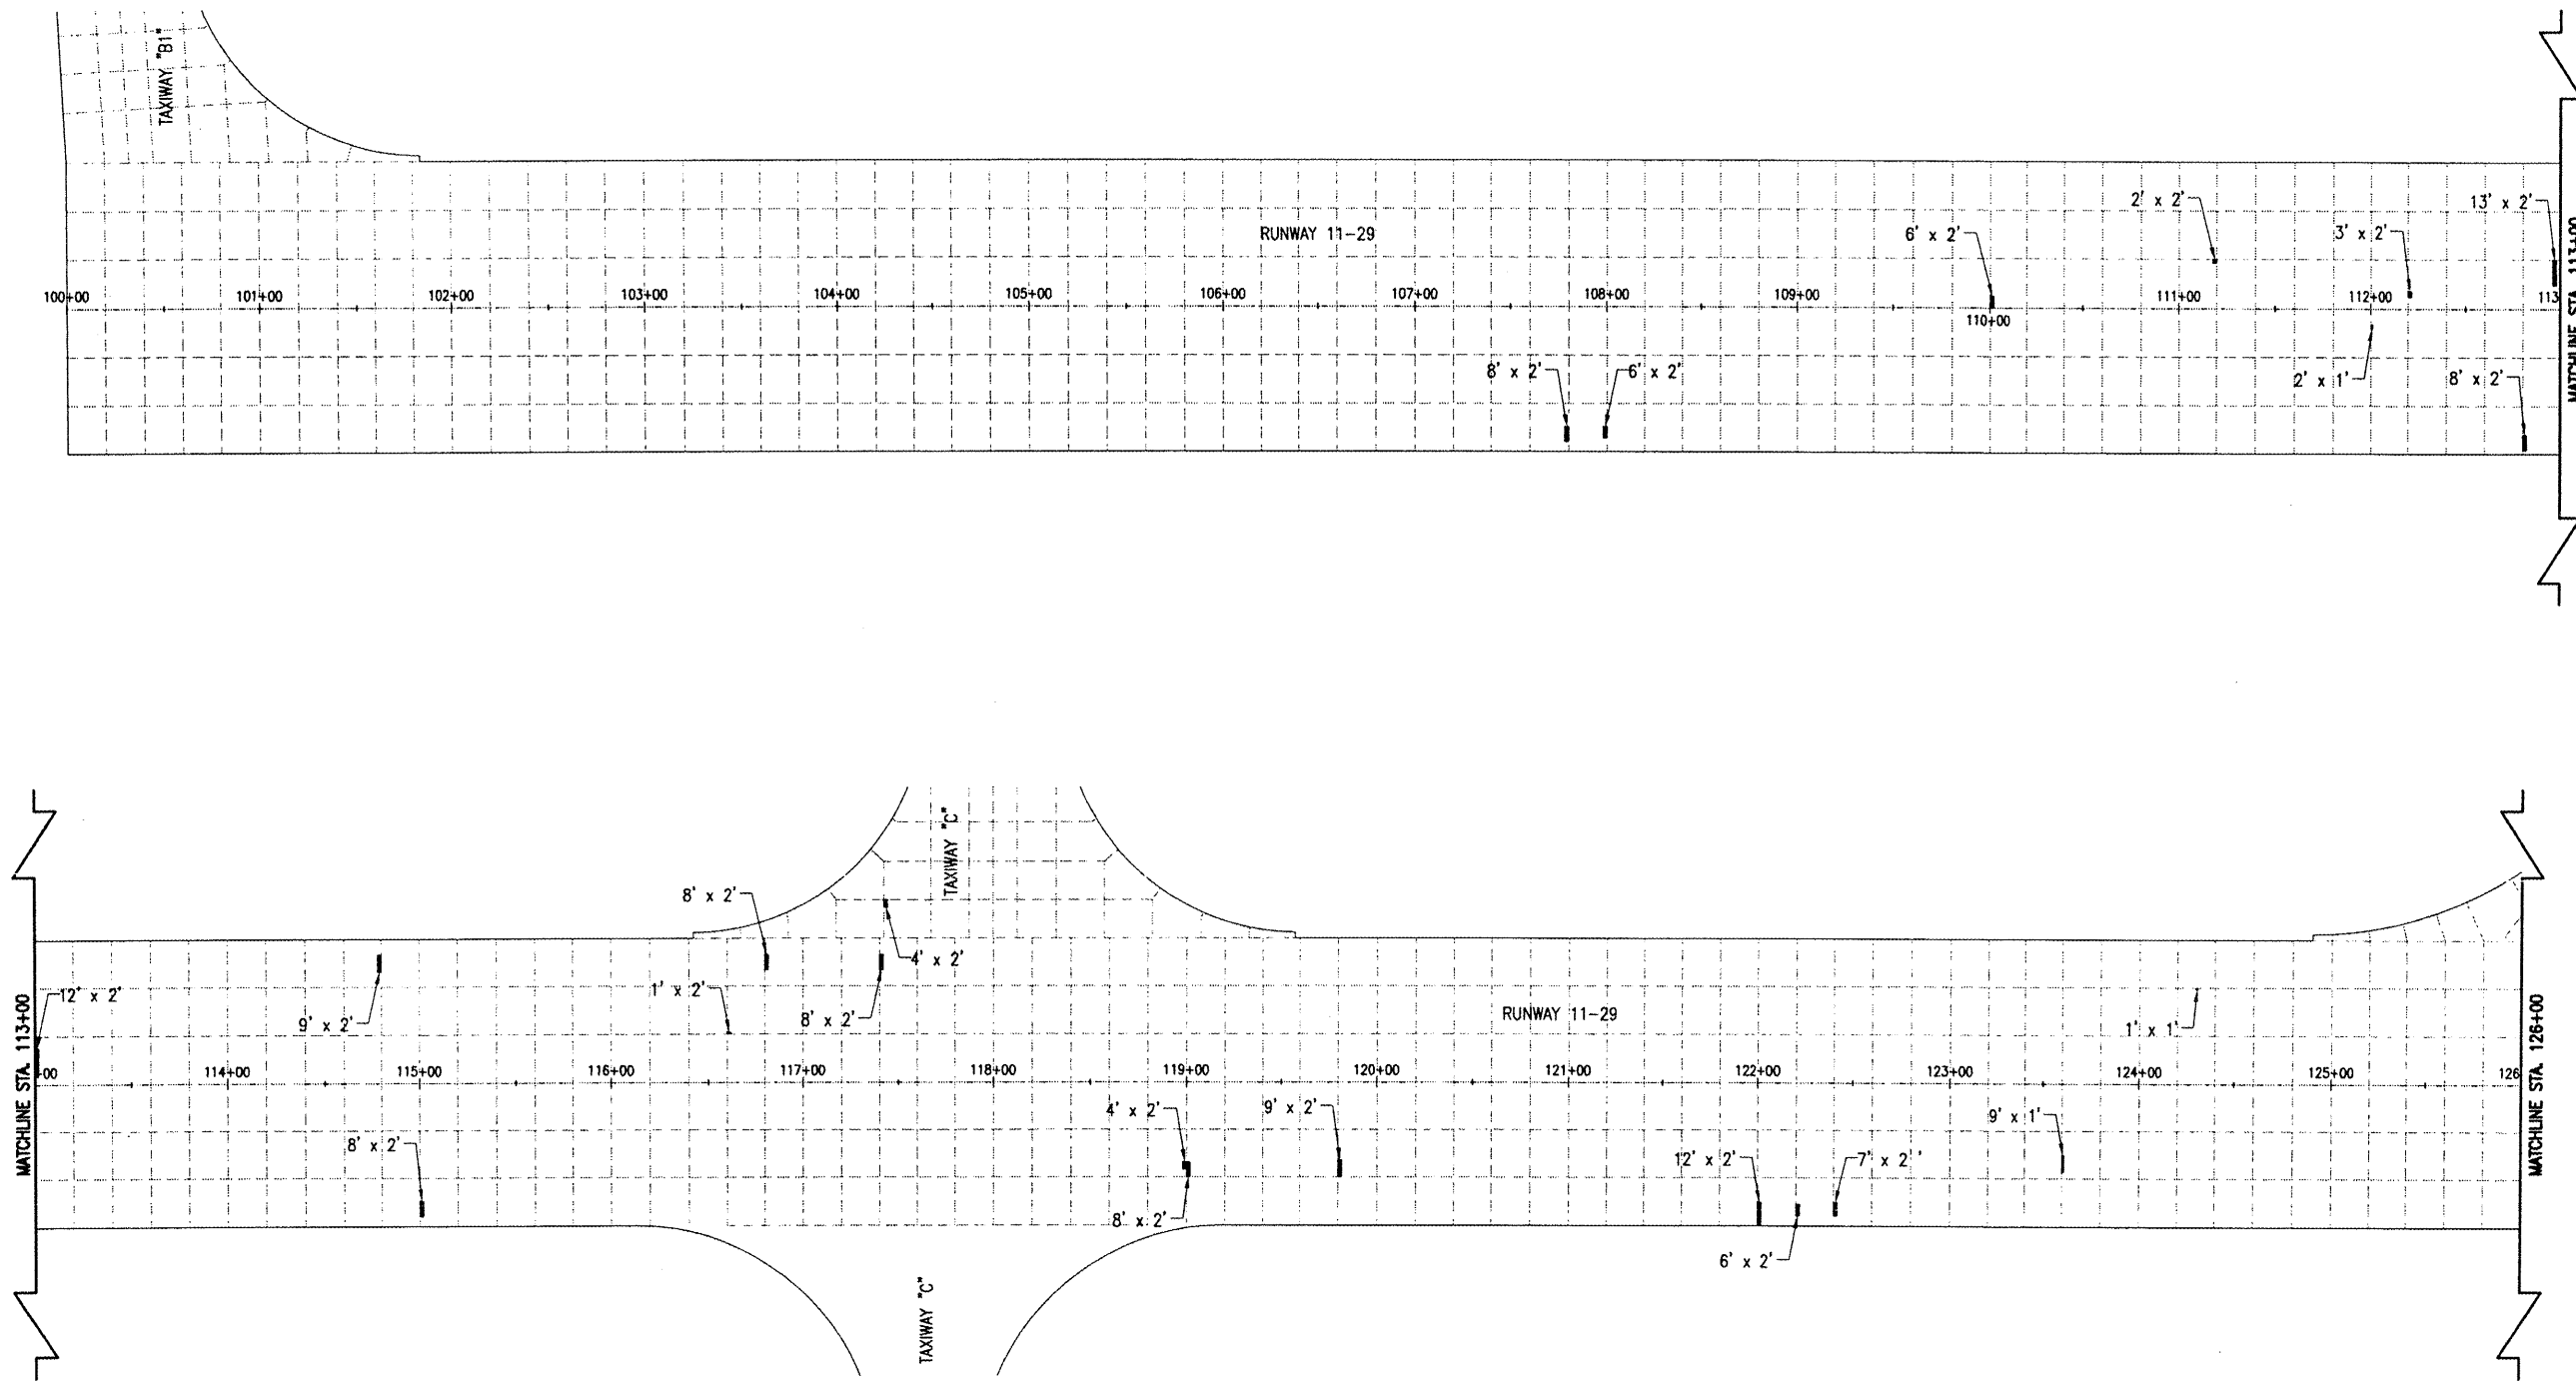 TAXIWAY "B1"
RUNWAY 11-29
2' x 2'
13' x 2'
6' x 2'
3' x 2'
100+00
101+00
102+00
103+00
104+00
105+00
106+00
107+00
108+00
109+00
110+00
111+00
112+00
113
8' x 2'
6' x 2'
2' x 1'
8' x 2'
MATCHLINE STA. 113+00
MATCHLINE STA. 113+00
TAXIWAY "C"
8' x 2'
4' x 2'
12' x 2'
9' x 2'
1' x 2'
8' x 2'
RUNWAY 11-29
1' x 1'
+00
114+00
115+00
116+00
117+00
118+00
119+00
120+00
121+00
122+00
123+00
124+00
125+00
126
8' x 2'
4' x 2'
9' x 2'
9' x 1'
12' x 2'
7' x 2'
8' x 2'
6' x 2'
TAXIWAY "C"
MATCHLINE STA. 126+00